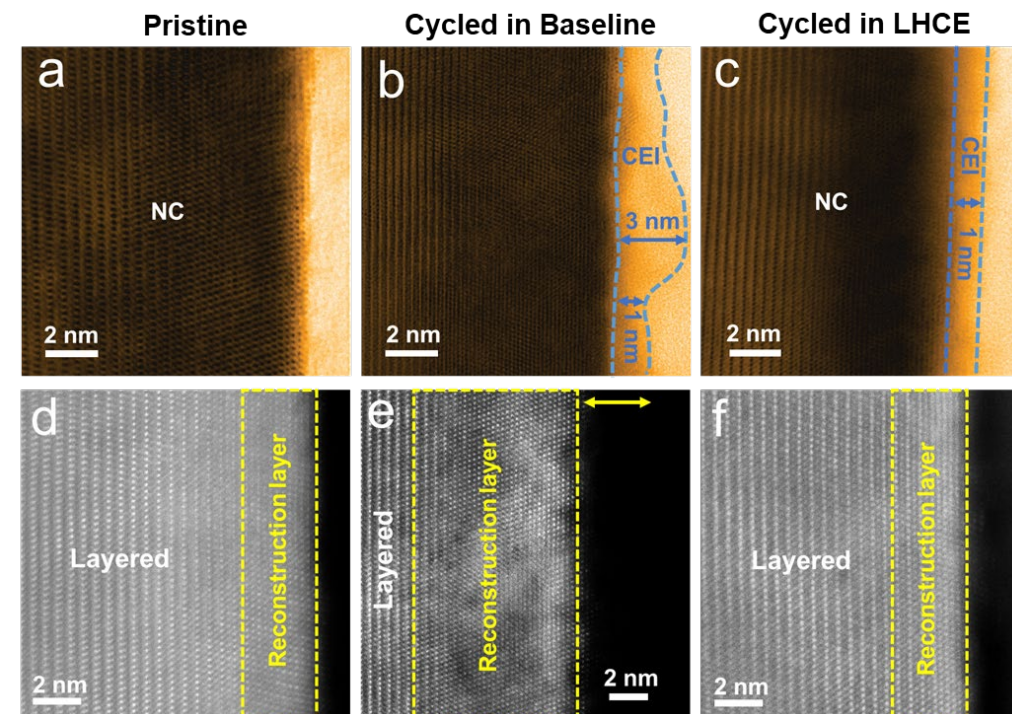 Pristine
Cycled in Baseline
Cycled in LHCE
a
NC
2 nm
b
CEI
3 nm
1 nm
2 nm
c
NC
CEI
1 nm
2 nm
d
Layered
Reconstruction layer
2 nm
e
Layered
Reconstruction layer
2 nm
f
Layered
Reconstruction layer
2 nm